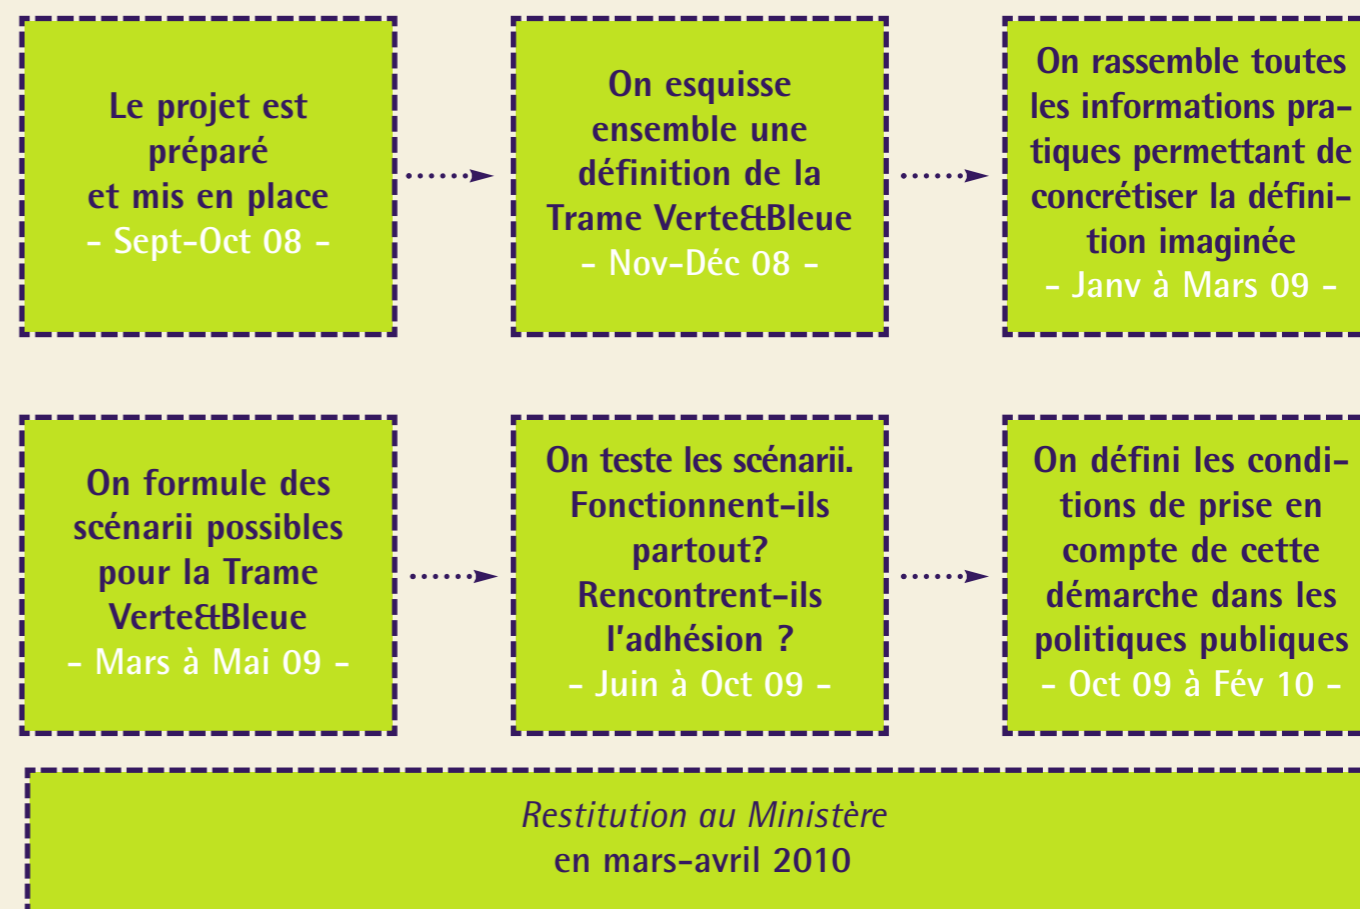 Le projet est
préparé
et mis en place
- Sept-Oct 08 -
On esquisse
ensemble une
définition de la
Trame Verte&Bleue
- Nov-Déc 08 -
On rassemble toutes
les informations pra-
tiques permettant de
concrétiser la défini-
tion imaginée
- Janv à Mars 09 -
On formule des
scénarii possibles
pour la Trame
Verte&Bleue
- Mars à Mai 09 -
On teste les scénarii.
Fonctionnent-ils
partout?
Rencontrent-ils
l'adhésion ?
- Juin à Oct 09 -
On défini les condi-
tions de prise en
compte de cette
démarche dans les
politiques publiques
- Oct 09 à Fév 10 -
Restitution au Ministère
en mars-avril 2010